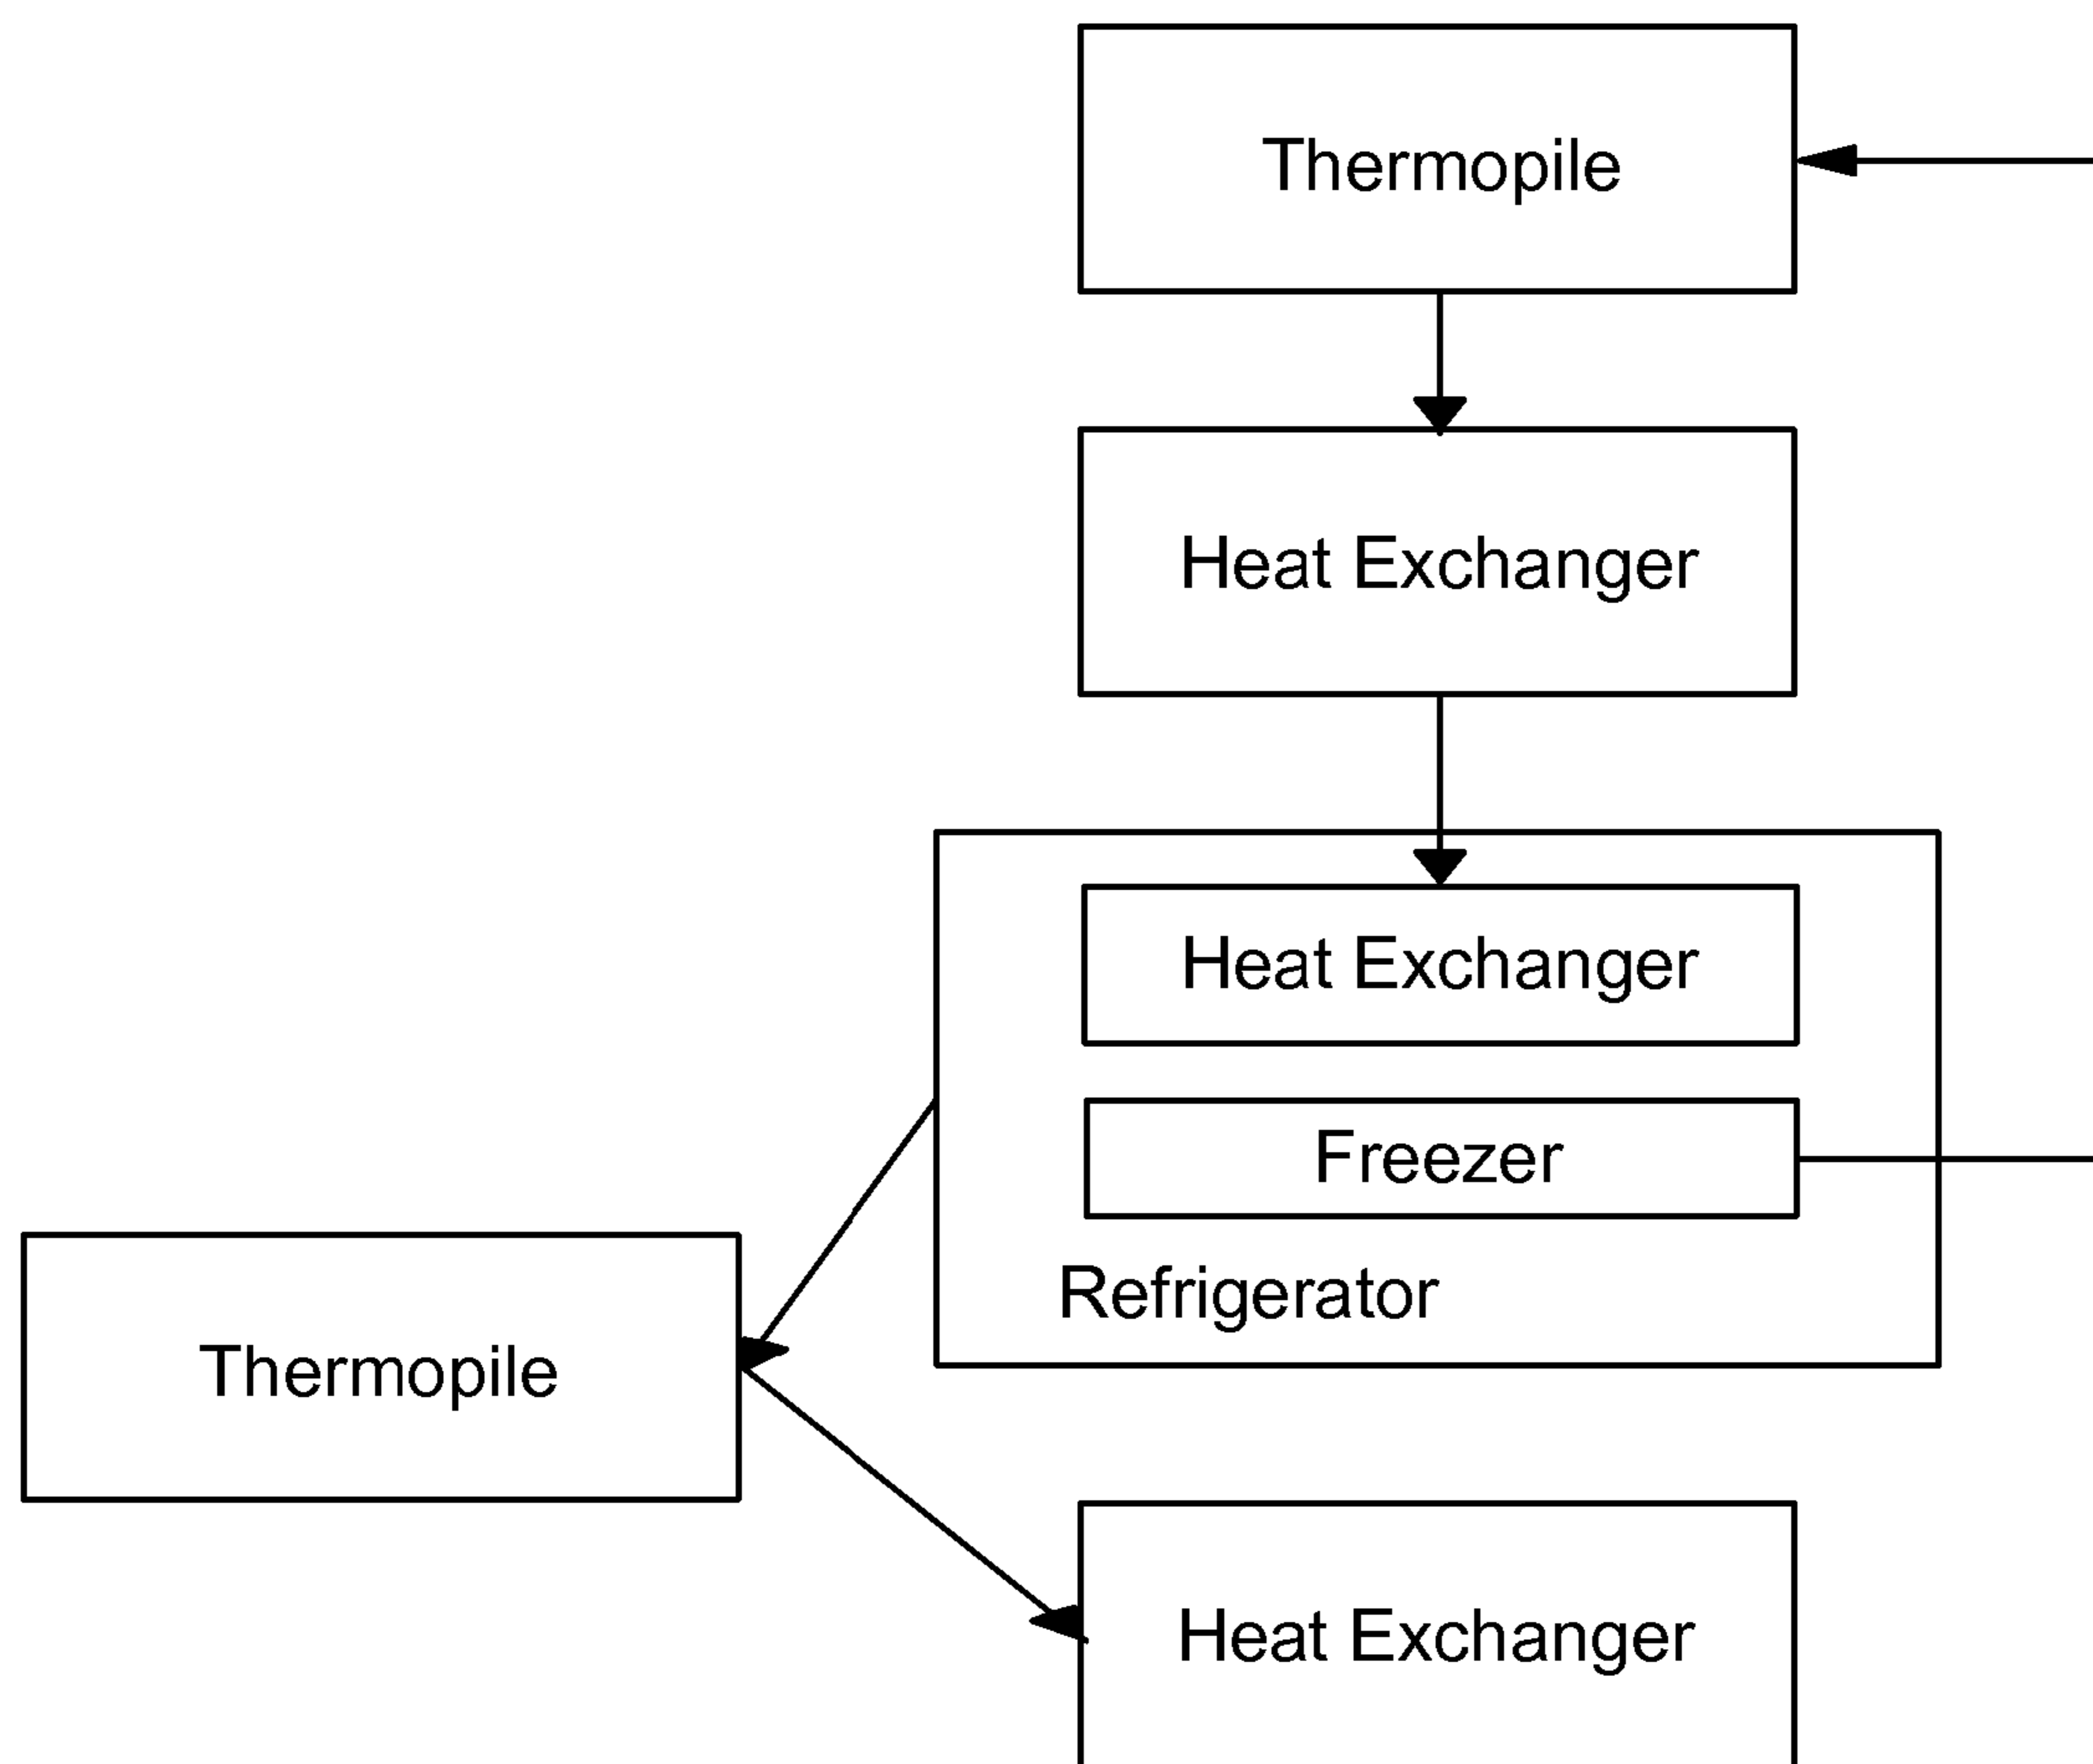 Thermopile
Heat Exchanger
Heat Exchanger
Freezer
Refrigerator
Thermopile
Heat Exchanger